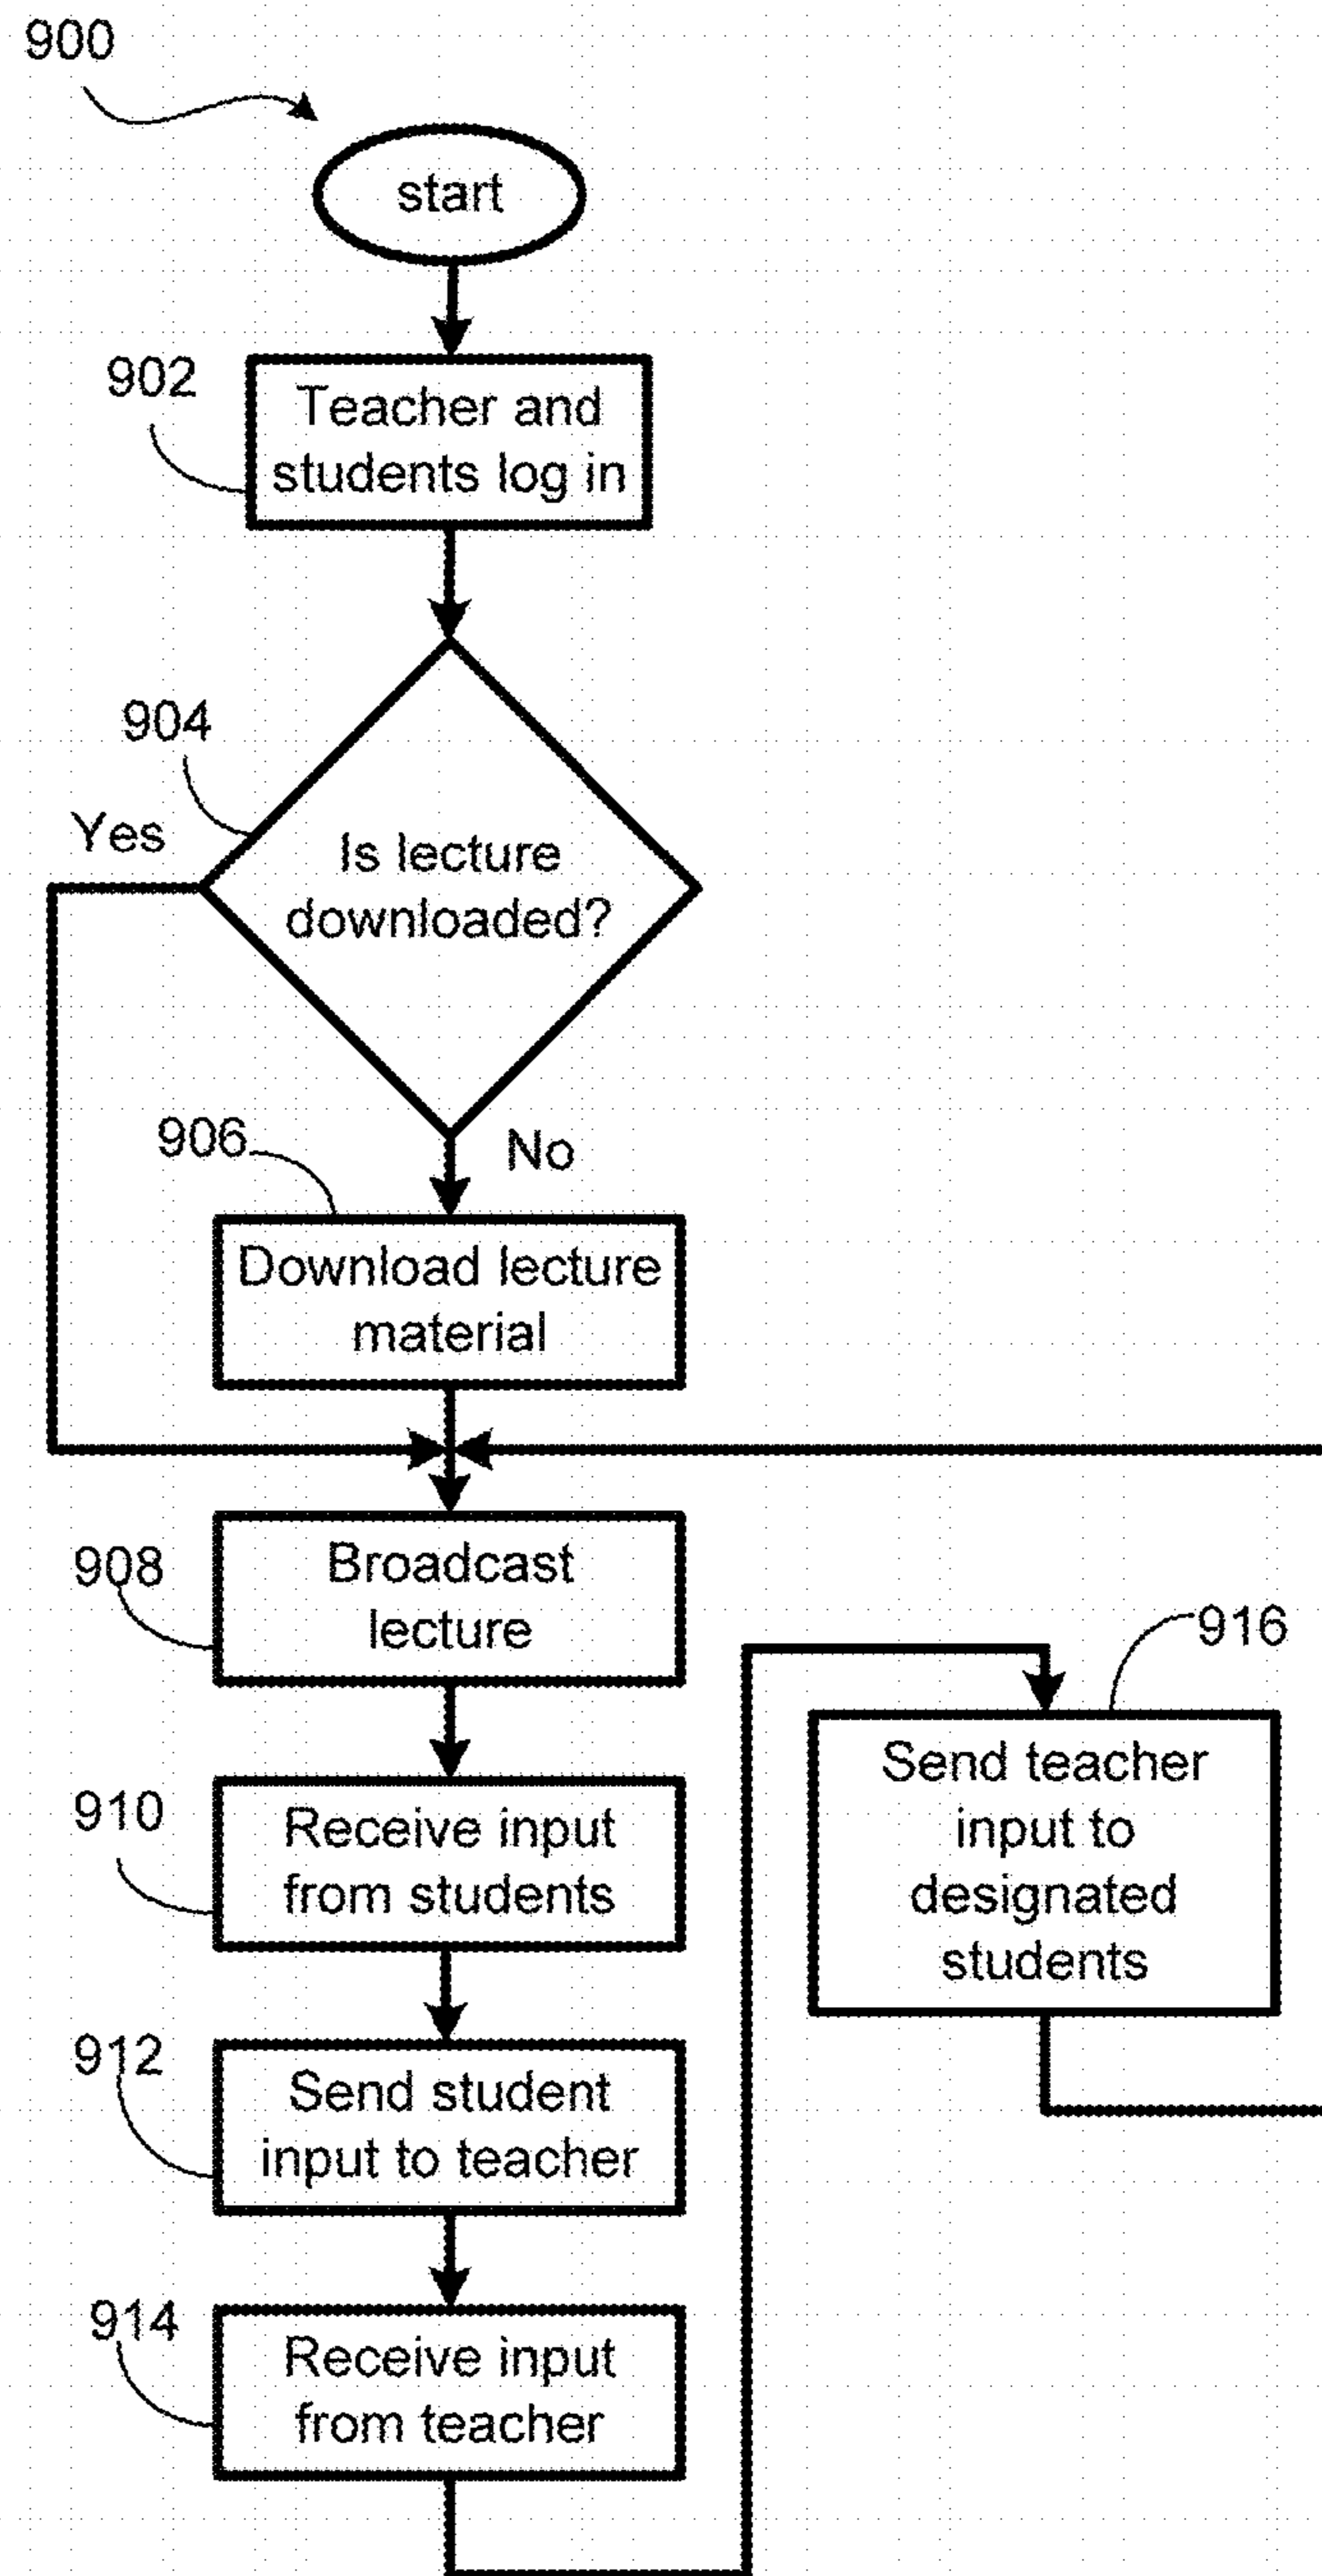 900
start
902
Teacher and
students log in
904
Yes
Is lecture
downloaded?
906
No
Download lecture
material
908
Broadcast
lecture
910
Receive input
from students
912
Send student
input to teacher
914
Receive input
from teacher
916
Send teacher
input to
designated
students